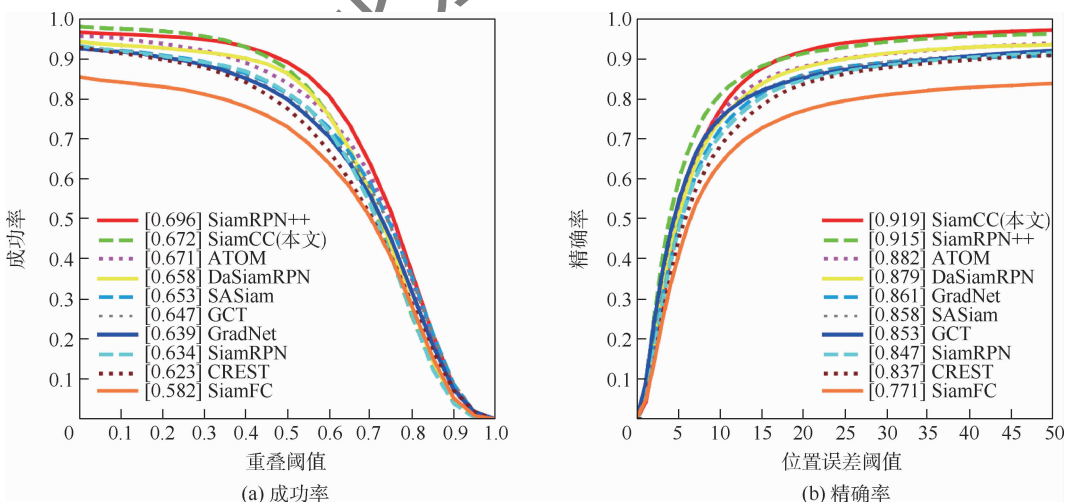 1.0
0.9
0.8
0.7
0.6
0.5
0.4
0.3
0.2
0.1
成功率
[0.696] SiamRPN++
[0.672] SiamCC(本文)
[0.671] ATOM
[0.658] DaSiamRPN
[0.653] SASiam
[0.647] GCT
[0.639] GradNet
[0.634] SiamRPN
[0.623] CREST
[0.582] SiamFC
0 0.1 0.2 0.3 0.4 0.5 0.6 0.7 0.8 0.9 1.0
重叠阈值
(a) 成功率
1.0
0.9
0.8
0.7
0.6
0.5
0.4
0.3
0.2
0.1
精确率
[0.919] SiamCC(本文)
[0.915] SiamRPN++
[0.882] ATOM
[0.879] DaSiamRPN
[0.861] GradNet
[0.858] SASiam
[0.853] GCT
[0.847] SiamRPN
[0.837] CREST
[0.771] SiamFC
0 5 10 15 20 25 30 35 40 45 50
位置误差阈值
(b) 精确率